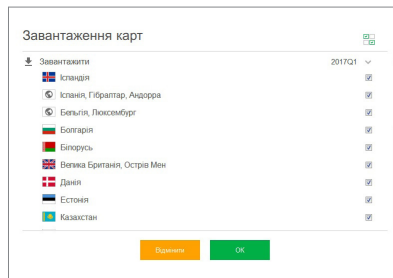 Завантаження карт
Завантажити 2017Q1
Ісландія
Іспанія, Гібралтар, Андорра
Бельгія, Люксембург
Болгарія
Білорусь
Велика Британія, Острів Мен
Данія
Естонія
Казахстан
Відмінити OK